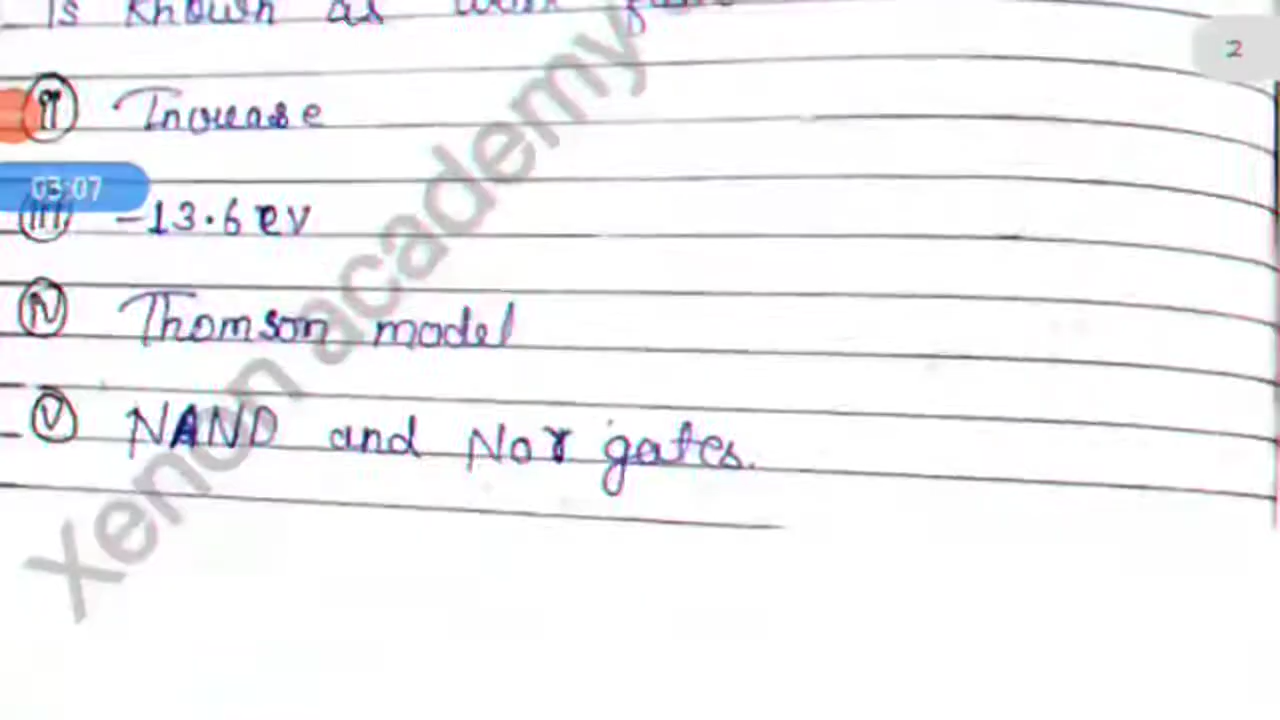 is known as work
2
(ii) Increase
03:07
(iii) -13.6 ev
(iv) Thomson model
(v) NAND and Nor gates.
Xenon academy